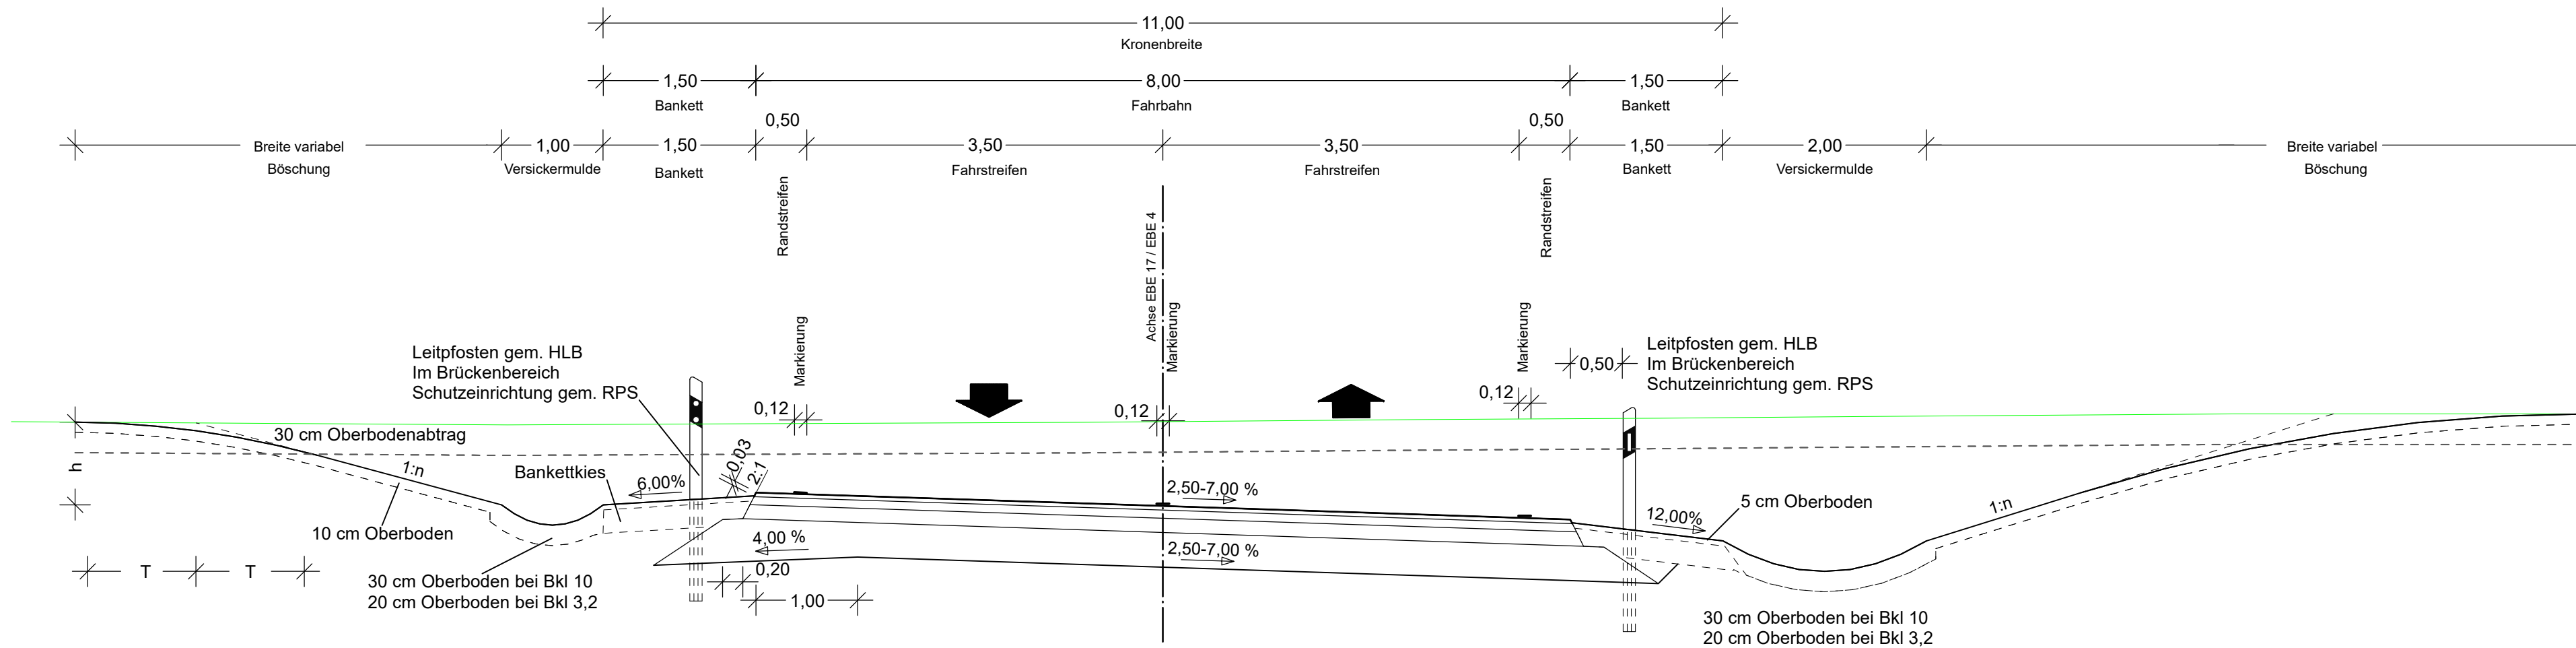 11,00
Kronenbreite
1,50
8,00
1,50
Bankett
Fahrbahn
Bankett
0,50
0,50
Breite variabel
1,00
1,50
3,50
3,50
1,50
2,00
Breite variabel
Böschung
Versickermulde
Bankett
Fahrstreifen
Fahrstreifen
Bankett
Versickermulde
Böschung
Randstreifen
Randstreifen
Achse EBE 17 / EBE 4
Markierung
Markierung
Markierung
Leitpfosten gem. HLB
Im Brückenbereich
Schutzeinrichtung gem. RPS
0,50
Leitpfosten gem. HLB
Im Brückenbereich
Schutzeinrichtung gem. RPS
0,12
0,12
0,12
30 cm Oberbodenabtrag
h
1:n
Bankettkies
6,00%
0,03
2:1
2,50-7,00 %
12,00%
5 cm Oberboden
1:n
10 cm Oberboden
4,00 %
2,50-7,00 %
T
T
0,20
1,00
30 cm Oberboden bei Bkl 10
20 cm Oberboden bei Bkl 3,2
30 cm Oberboden bei Bkl 10
20 cm Oberboden bei Bkl 3,2